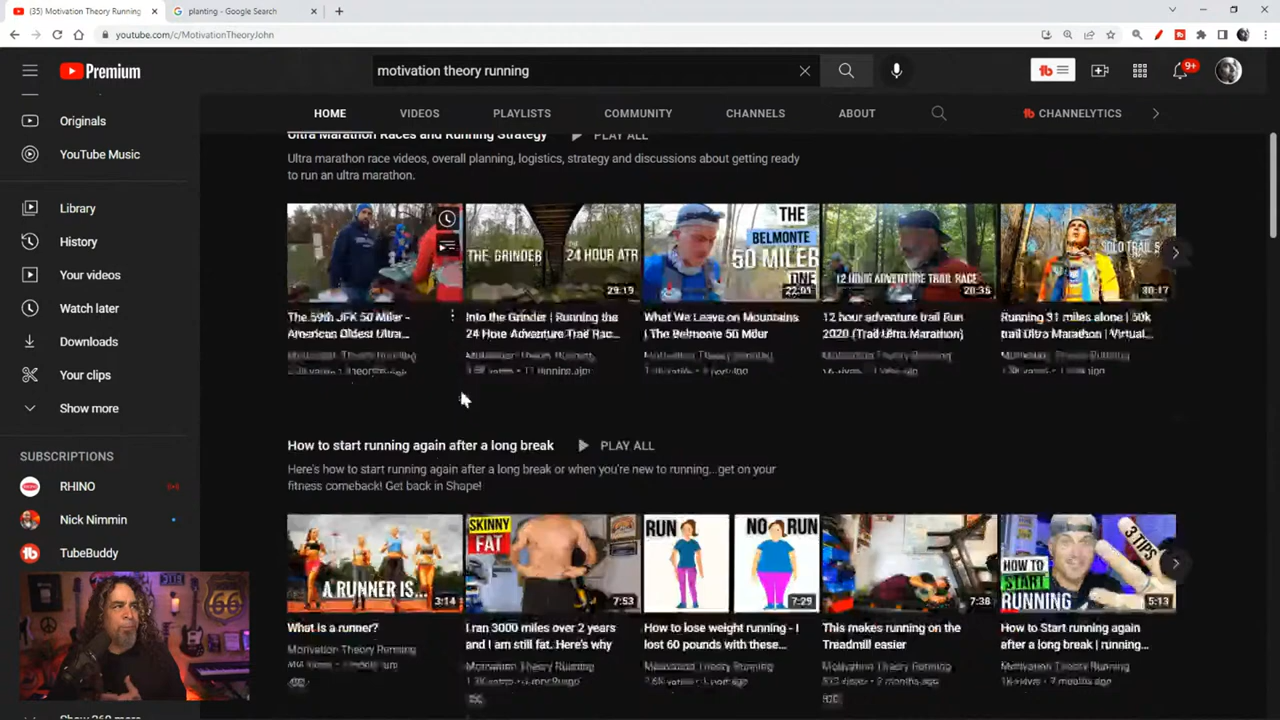 (35) Motivation Theory Running
planting - Google Search
youtube.com/c/MotivationTheoryJohn
Premium
motivation theory running
9+
HOME
VIDEOS
PLAYLISTS
COMMUNITY
CHANNELS
ABOUT
CHANNELYTICS
Originals
YouTube Music
Library
History
Your videos
Watch later
Downloads
Your clips
Show more
SUBSCRIPTIONS
RHINO
Nick Nimmin
TubeBuddy
Ultra Marathon Races and Running Strategy
PLAY ALL
Ultra marathon race videos, overall planning, logistics, strategy and discussions about getting ready
to run an ultra marathon.
THE GRINDER
24 HOUR ATR
29:19
THE
BELMONTE
50 MILER
22:01
12 HOUR ADVENTURE TRAIL RACE
20:35
30:17
The 59th JFK 50 Miler -
Americas Oldest Ultra...
Into the Grinder | Running the
24 Hour Adventure Trail Rac...
What We Leave on Mountains
| The Belmonte 50 Miler
12 hour adventure trail Run
2020 (Trail Ultra Marathon)
Running 31 miles alone | 50k
trail Ultra Marathon | Virtual...
How to start running again after a long break
PLAY ALL
Here's how to start running again after a long break or when you're new to running...get on your
fitness comeback! Get back in Shape!
A RUNNER IS...
3:14
SKINNY
FAT
7:53
RUN
NO RUN
7:29
7:38
HOW TO
START
RUNNING
3 TIPS
5:13
What is a runner?
Motivation Theory Running
I ran 3000 miles over 2 years
and I am still fat. Here's why
Motivation Theory Running
How to lose weight running - I
lost 60 pounds with these...
Motivation Theory Running
This makes running on the
Treadmill easier
Motivation Theory Running
How to Start running again
after a long break | running...
Motivation Theory Running
66